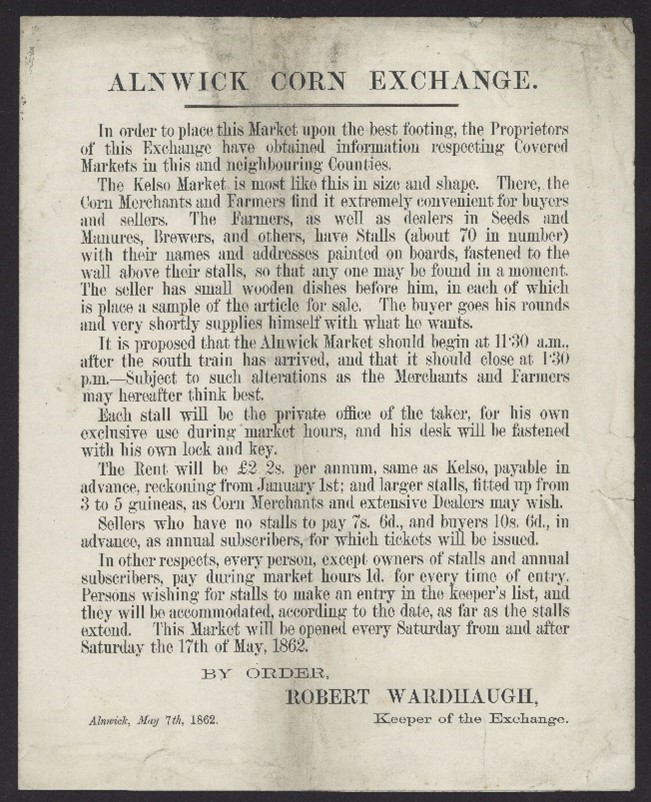 ALNWICK CORN EXCHANGE.
In order to place this Market upon the best footing, the Proprietors
of this Exchange have obtained information respecting Covered
Markets in this and neighbouring Counties.
The Kelso Market is most like this in size and shape. There, the
Corn Merchants and Farmers find it extremely convenient for buyers
and sellers. The Farmers, as well as dealers in Seeds and
Manures, Brewers, and others, have Stalls (about 70 in number)
with their names and addresses painted on boards, fastened to the
wall above their stalls, so that any one may be found in a moment.
The seller has small wooden dishes before him, in each of which
is place a sample of the article for sale. The buyer goes his rounds
and very shortly supplies himself with what he wants.
It is proposed that the Alnwick Market should begin at 11·30 a.m.,
after the south train has arrived, and that it should close at 1·30
p.m.—Subject to such alterations as the Merchants and Farmers
may hereafter think best.
Each stall will be the private office of the taker, for his own
exclusive use during market hours, and his desk will be fastened
with his own lock and key.
The Rent will be £2 2s. per annum, same as Kelso, payable in
advance, reckoning from January 1st; and larger stalls, fitted up from
3 to 5 guineas, as Corn Merchants and extensive Dealers may wish.
Sellers who have no stalls to pay 7s. 6d., and buyers 10s. 6d., in
advance, as annual subscribers, for which tickets will be issued.
In other respects, every person, except owners of stalls and annual
subscribers, pay during market hours 1d. for every time of entry.
Persons wishing for stalls to make an entry in the keeper's list, and
they will be accommodated, according to the date, as far as the stalls
extend. This Market will be opened every Saturday from and after
Saturday the 17th of May, 1862.
BY ORDER,
ROBERT WARDHAUGH,
Alnwick, May 7th, 1862. Keeper of the Exchange.